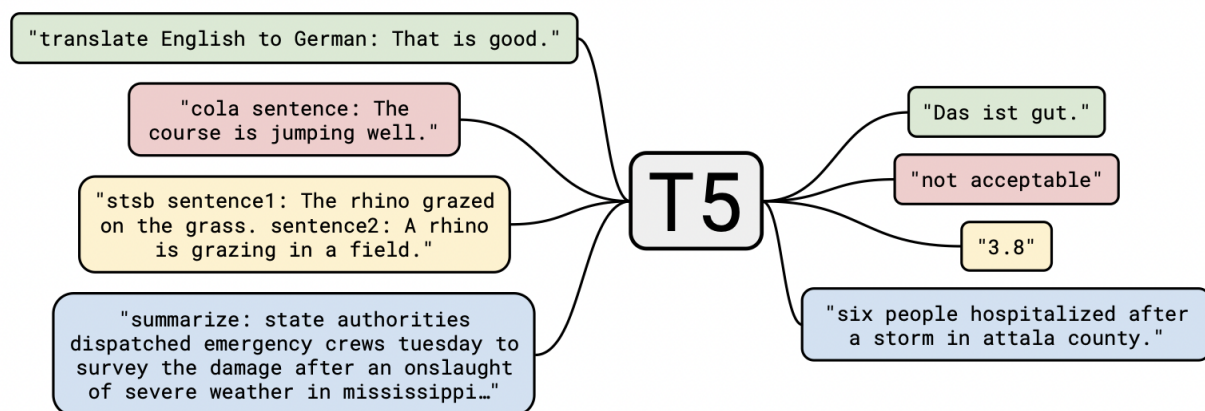 "translate English to German: That is good."
"cola sentence: The
course is jumping well."
"stsb sentence1: The rhino grazed
on the grass. sentence2: A rhino
is grazing in a field."
"summarize: state authorities
dispatched emergency crews tuesday to
survey the damage after an onslaught
of severe weather in mississippi…"
T5
"Das ist gut."
"not acceptable"
"3.8"
"six people hospitalized after
a storm in attala county."